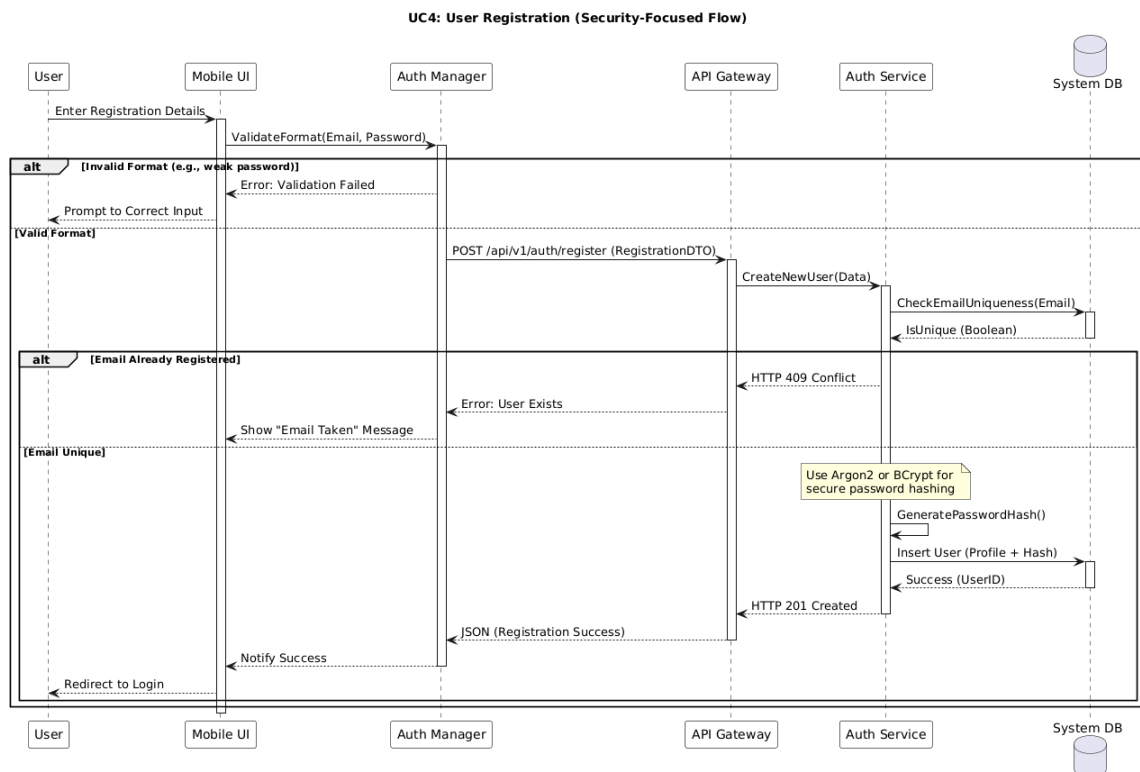 UC4: User Registration (Security-Focused Flow)
User
Mobile UI
Auth Manager
API Gateway
Auth Service
System DB
Enter Registration Details
ValidateFormat(Email, Password)
alt
[Invalid Format (e.g., weak password)]
Error: Validation Failed
Prompt to Correct Input
[Valid Format]
POST /api/v1/auth/register (RegistrationDTO)
CreateNewUser(Data)
CheckEmailUniqueness(Email)
IsUnique (Boolean)
alt
[Email Already Registered]
HTTP 409 Conflict
Error: User Exists
Show "Email Taken" Message
[Email Unique]
Use Argon2 or BCrypt for
secure password hashing
GeneratePasswordHash()
Insert User (Profile + Hash)
Success (UserID)
HTTP 201 Created
JSON (Registration Success)
Notify Success
Redirect to Login
User
Mobile UI
Auth Manager
API Gateway
Auth Service
System DB